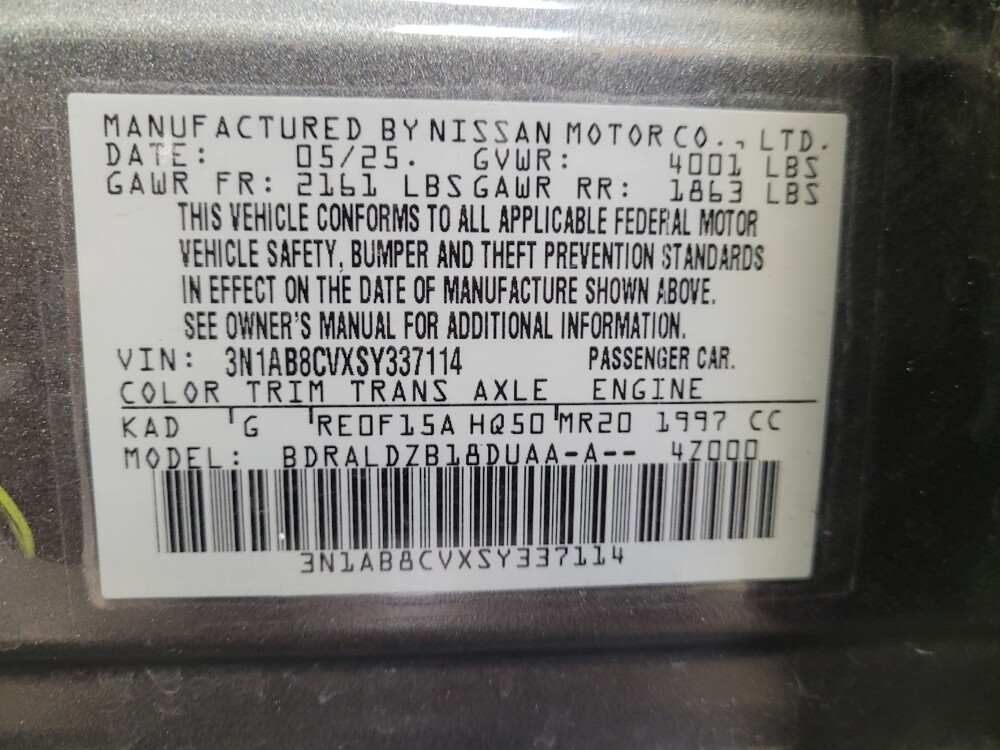 MANUFACTURED BY NISSAN MOTOR CO., LTD.
DATE: 05/25. GVWR: 4001 LBS
GAWR FR: 2161 LBS GAWR RR: 1863 LBS
THIS VEHICLE CONFORMS TO ALL APPLICABLE FEDERAL MOTOR
VEHICLE SAFETY, BUMPER AND THEFT PREVENTION STANDARDS
IN EFFECT ON THE DATE OF MANUFACTURE SHOWN ABOVE.
SEE OWNER'S MANUAL FOR ADDITIONAL INFORMATION.
VIN: 3N1AB8CVXSY337114 PASSENGER CAR.
COLOR TRIM TRANS AXLE ENGINE
KAD G RE0F15A HQ50 MR20 1997 CC
MODEL: BDRALDZB18DUAA-A-- 4Z000
3N1AB8CVXSY337114